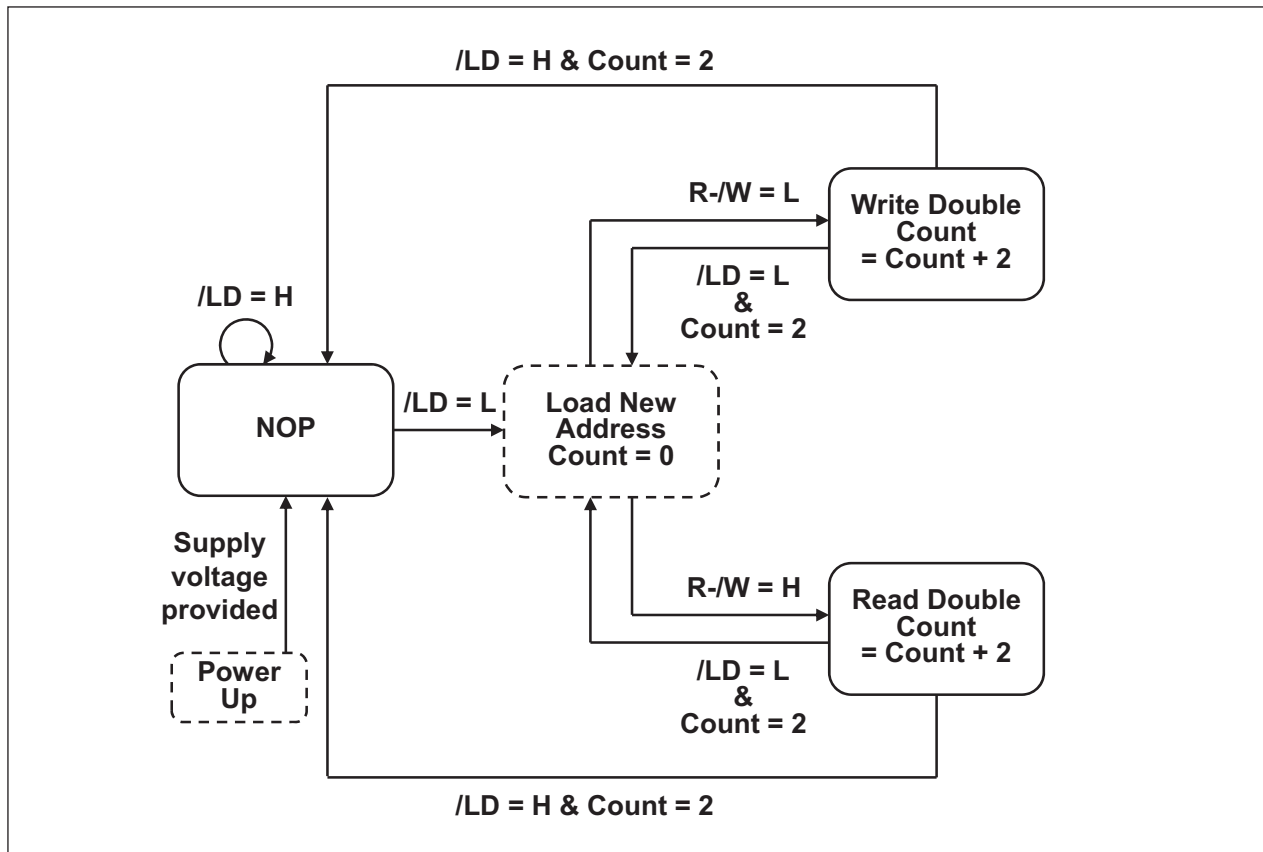 /LD = H & Count = 2
R-/W = L
Write Double
Count
= Count + 2
/LD = L
&
Count = 2
/LD = H
NOP
/LD = L
Load New
Address
Count = 0
Supply
voltage
provided
Power
Up
R-/W = H
Read Double
Count
= Count + 2
/LD = L
&
Count = 2
/LD = H & Count = 2